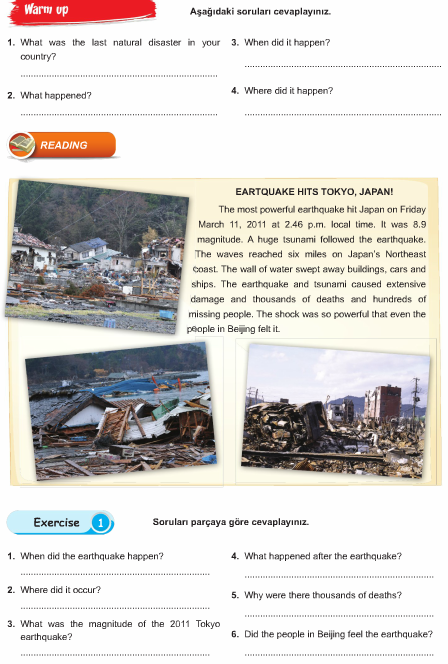 Warm up
Aşağıdaki soruları cevaplayınız.
1. What was the last natural disaster in your
country?
2. What happened?
3. When did it happen?
4. Where did it happen?
READING
EARTQUAKE HITS TOKYO, JAPAN!
The most powerful earthquake hit Japan on Friday
March 11, 2011 at 2.46 p.m. local time. It was 8.9
magnitude. A huge tsunami followed the earthquake.
The waves reached six miles on Japan's Northeast
coast. The wall of water swept away buildings, cars and
ships. The earthquake and tsunami caused extensive
damage and thousands of deaths and hundreds of
missing people. The shock was so powerful that even the
people in Beijing felt it.
Exercise 1
Soruları parçaya göre cevaplayınız.
1. When did the earthquake happen?
2. Where did it occur?
3. What was the magnitude of the 2011 Tokyo
earthquake?
4. What happened after the earthquake?
5. Why were there thousands of deaths?
6. Did the people in Beijing feel the earthquake?